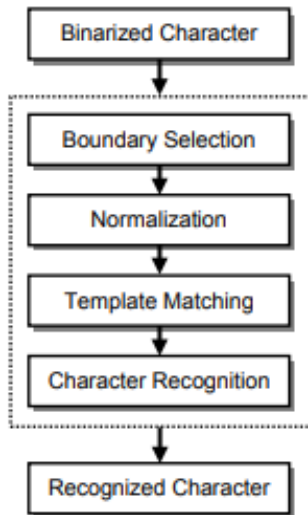 Binarized Character
Boundary Selection
Normalization
Template Matching
Character Recognition
Recognized Character